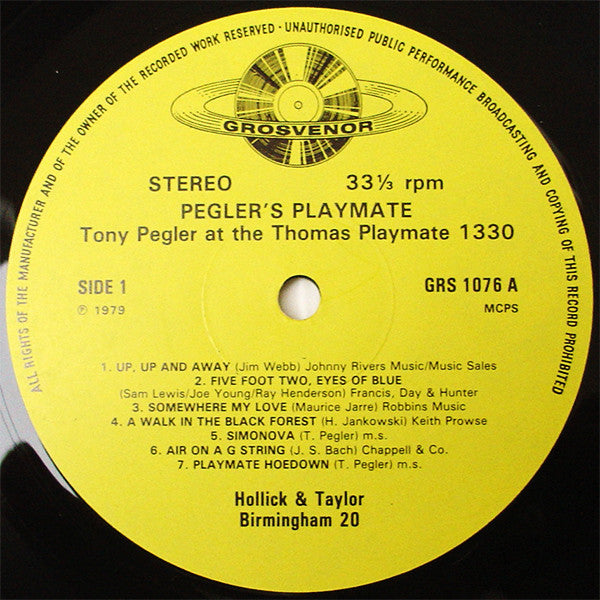 ALL RIGHTS OF THE MANUFACTURER AND OF THE OWNER OF THE RECORDED WORK RESERVED · UNAUTHORISED PUBLIC PERFORMANCE BROADCASTING AND COPYING OF THIS RECORD PROHIBITED
GROSVENOR
STEREO 33⅓ rpm
PEGLER'S PLAYMATE
Tony Pegler at the Thomas Playmate 1330
SIDE 1 GRS 1076 A
℗ 1979 MCPS
1. UP, UP AND AWAY (Jim Webb) Johnny Rivers Music/Music Sales
2. FIVE FOOT TWO, EYES OF BLUE
(Sam Lewis/Joe Young/Ray Henderson) Francis, Day & Hunter
3. SOMEWHERE MY LOVE (Maurice Jarre) Robbins Music
4. A WALK IN THE BLACK FOREST (H. Jankowski) Keith Prowse
5. SIMONOVA (T. Pegler) m.s.
6. AIR ON A G STRING (J. S. Bach) Chappell & Co.
7. PLAYMATE HOEDOWN (T. Pegler) m.s.
Hollick & Taylor
Birmingham 20